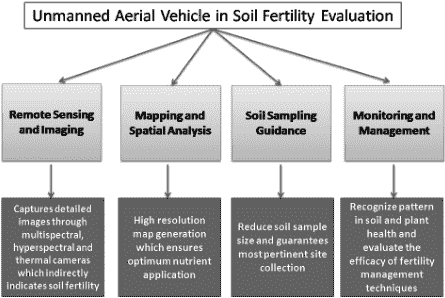 Unmanned Aerial Vehicle in Soil Fertility Evaluation
Remote Sensing
and Imaging
Mapping and
Spatial Analysis
Soil Sampling
Guidance
Monitoring and
Management
Captures detailed
images through
multispectral,
hyperspectral and
thermal cameras
which indirectly
indicates soil fertility
High resolution
map generation
which ensures
optimum nutrient
application
Reduce soil sample
size and guarantees
most pertinent site
collection
Recognize pattern
in soil and plant
health and
evaluate the
efficacy of fertility
management
techniques